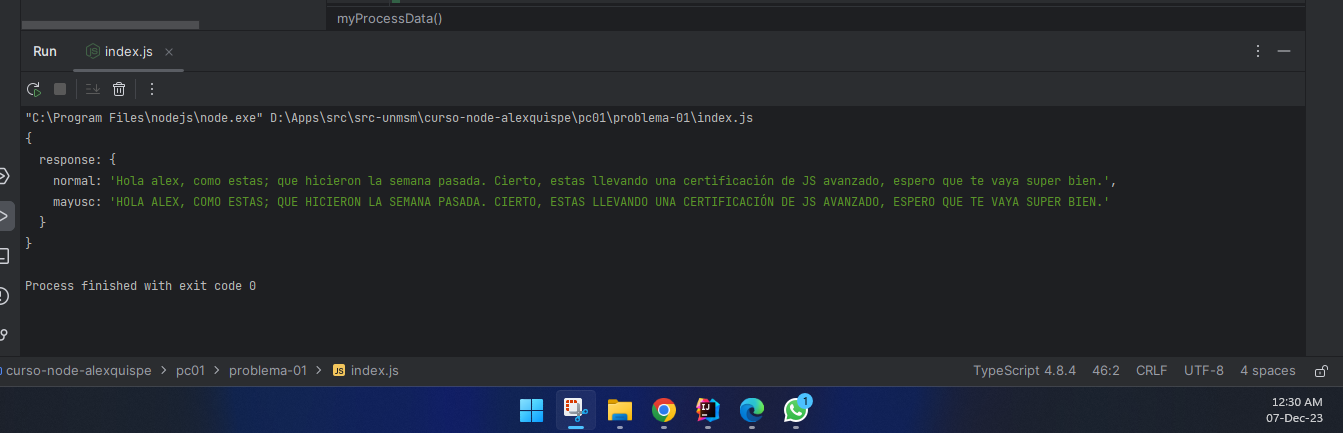 myProcessData()
Run
index.js
"C:\Program Files\nodejs\node.exe" D:\Apps\src\src-unmsm\curso-node-alexquispe\pc01\problema-01\index.js
{
  response: {
    normal: 'Hola alex, como estas; que hicieron la semana pasada. Cierto, estas llevando una certificación de JS avanzado, espero que te vaya super bien.',
    mayusc: 'HOLA ALEX, COMO ESTAS; QUE HICIERON LA SEMANA PASADA. CIERTO, ESTAS LLEVANDO UNA CERTIFICACIÓN DE JS AVANZADO, ESPERO QUE TE VAYA SUPER BIEN.'
  }
}
Process finished with exit code 0
curso-node-alexquispe > pc01 > problema-01 > JS index.js TypeScript 4.8.4 46:2 CRLF UTF-8 4 spaces
IJ
1
12:30 AM
07-Dec-23